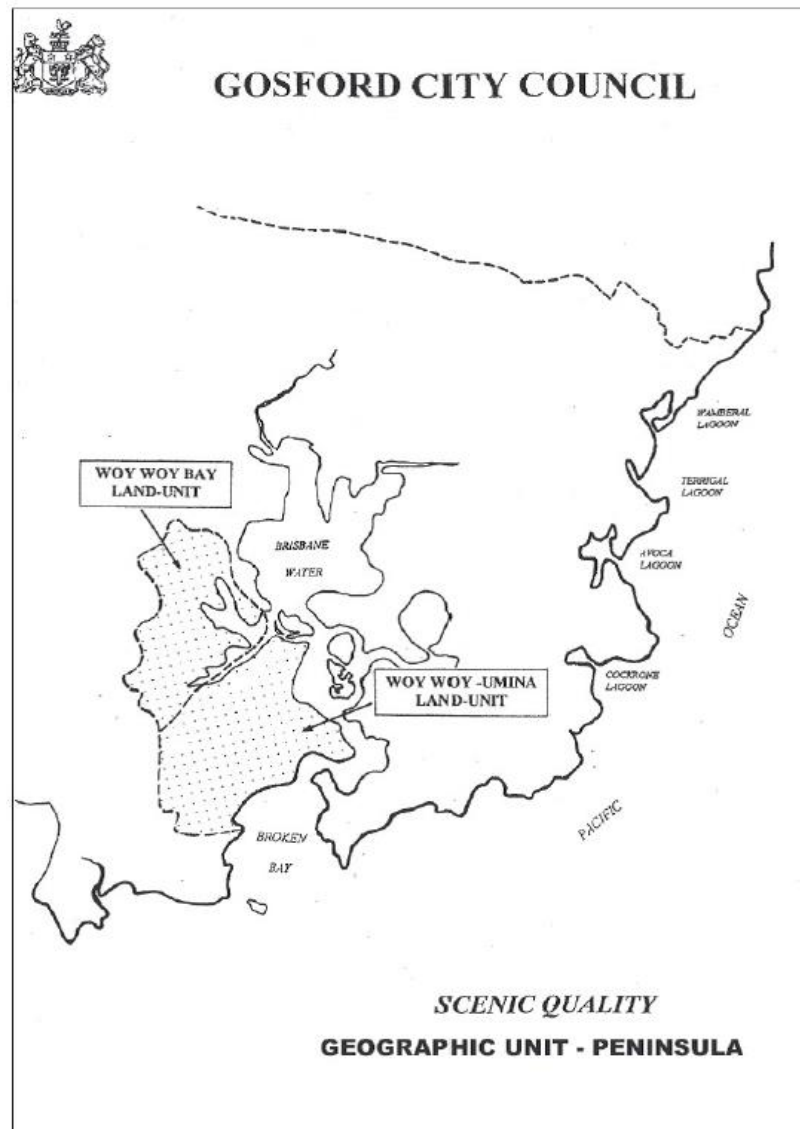 GOSFORD CITY COUNCIL
WAMBERAL
LAGOON
WOY WOY BAY
LAND-UNIT
TERRIGAL
LAGOON
BRISBANE
WATER
AVOCA
LAGOON
OCEAN
WOY WOY -UMINA
LAND-UNIT
COCKRONE
LAGOON
BROKEN
BAY
PACIFIC
SCENIC QUALITY
GEOGRAPHIC UNIT - PENINSULA